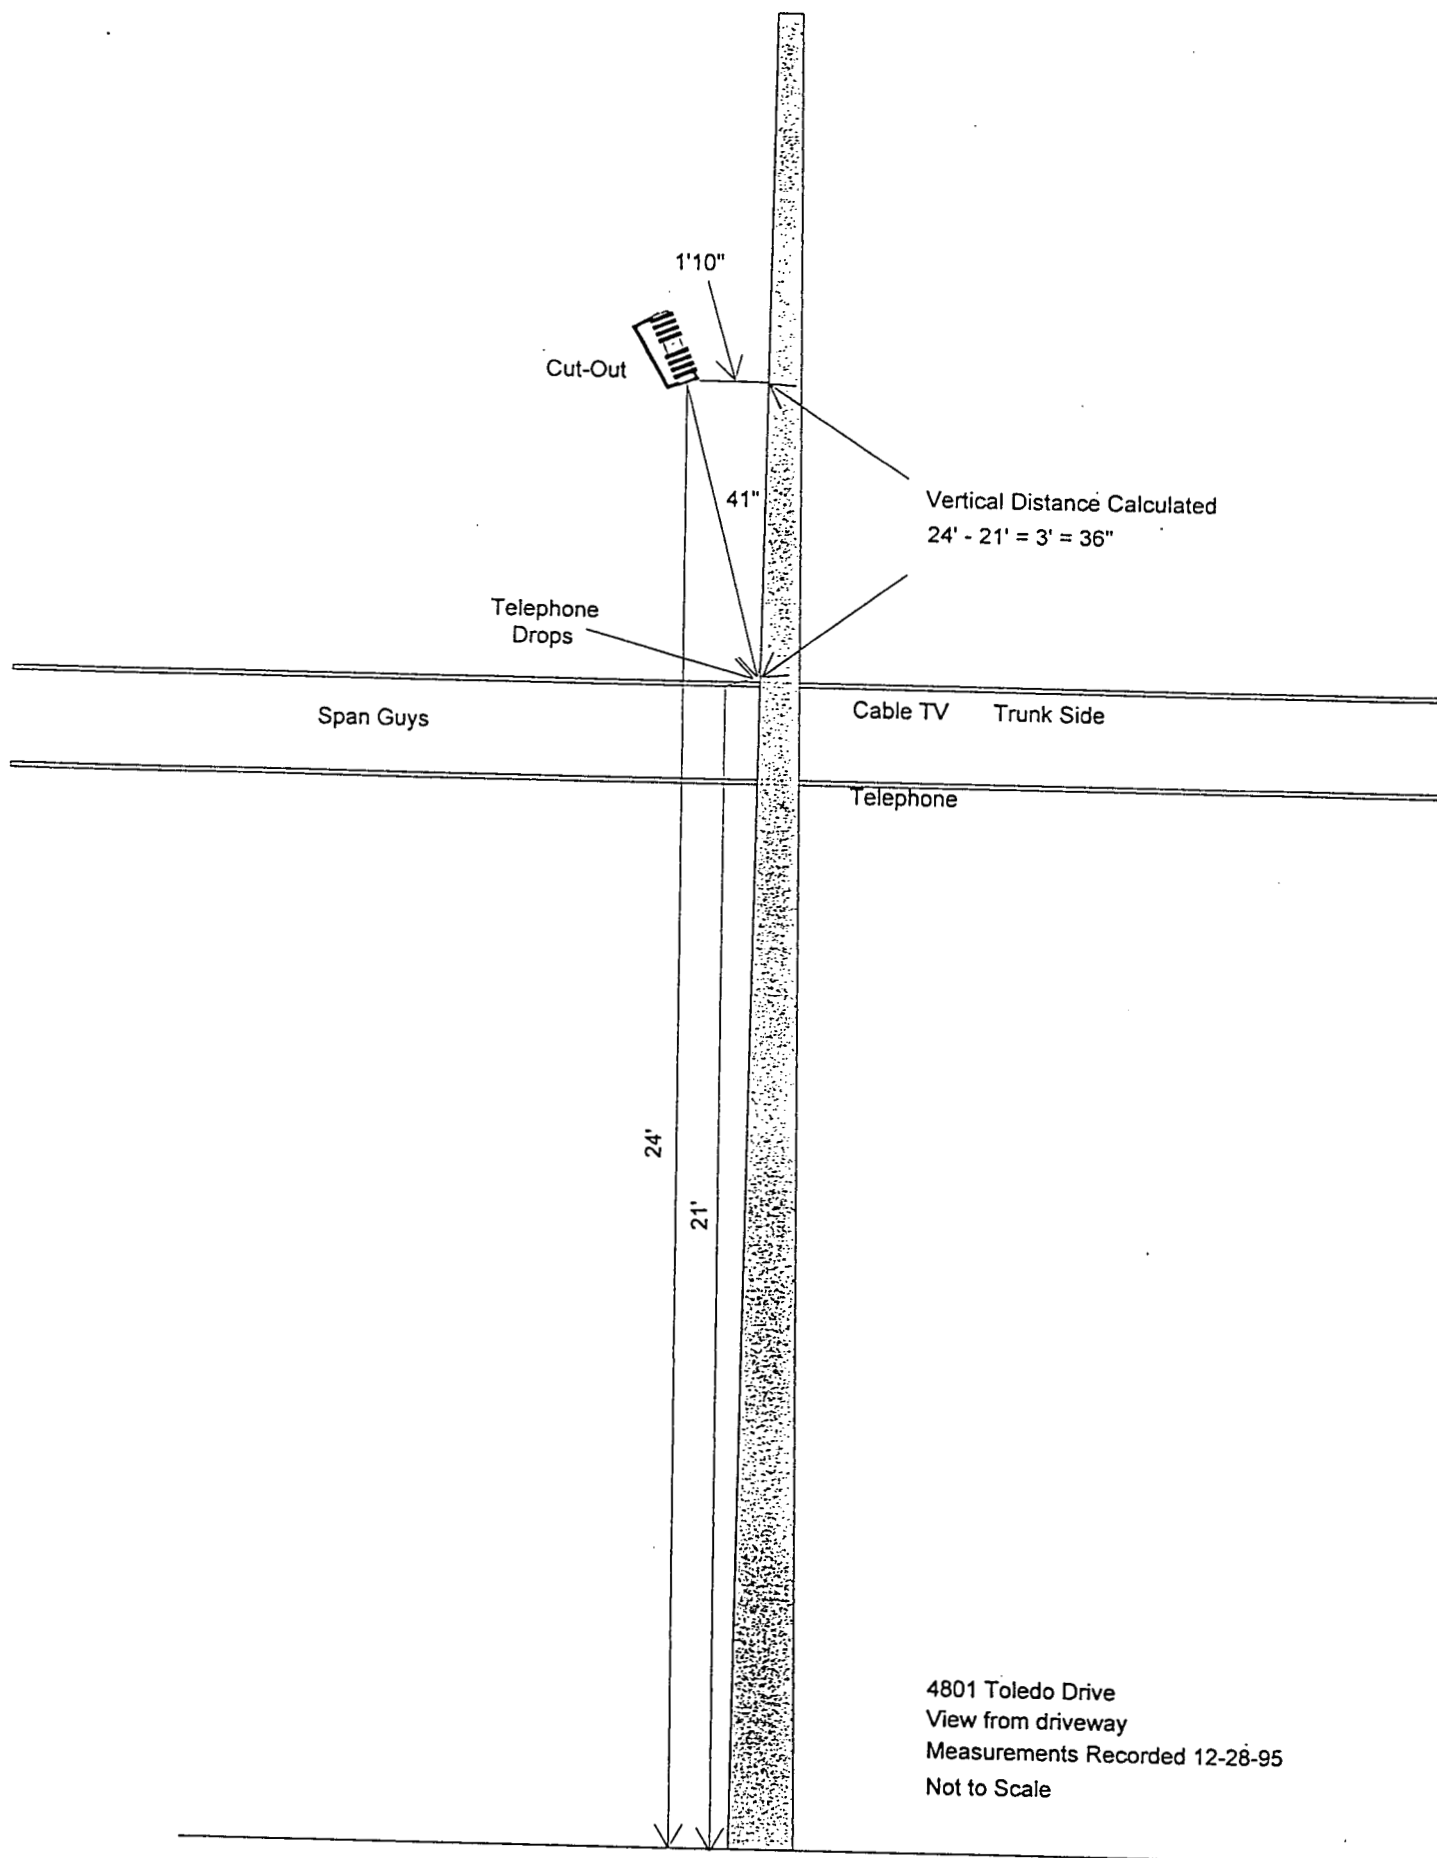 1'10"
Cut-Out
41"
Vertical Distance Calculated
24' - 21' = 3' = 36"
Telephone
Drops
Span Guys
Cable TV Trunk Side
Telephone
24'
21'
4801 Toledo Drive
View from driveway
Measurements Recorded 12-28-95
Not to Scale